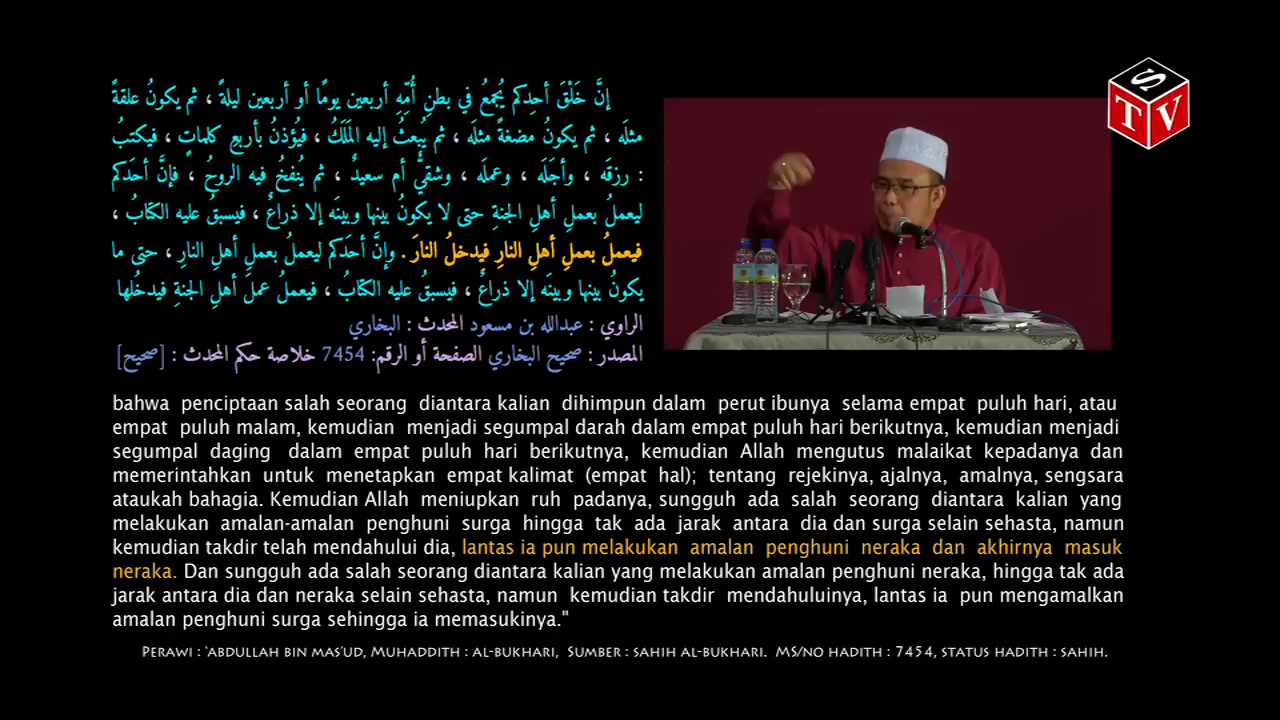 إنَّ خَلْقَ أحدِكم يُجمَعُ في بطنِ أُمِّهِ أربعين يومًا أو أربعين ليلةً ، ثم يكونُ علقةً
مثلَه ، ثم يكونُ مضغةً مثلَه ، ثم يُبعثُ إليه المَلَكُ ، فيُؤذنُ بأربعِ كلماتٍ ، فيكتبُ
: رزقَه ، وأجَلَه ، وعملَه ، وشقيٌّ أم سعيدٌ ، ثم يُنفخُ فيه الروحُ ، فإنَّ أحدَكم
ليعملُ بعملِ أهلِ الجنةِ حتى لا يكونُ بينها وبينَه إلا ذراعٌ ، فيسبقُ عليه الكتابُ ،
فيعملُ بعملِ أهلِ النارِ فيدخلُ النارَ . وإنَّ أحدَكم ليعملُ بعملِ أهلِ النارِ ، حتى ما
يكونُ بينها وبينَه إلا ذراعٌ ، فيسبقُ عليه الكتابُ ، فيعملُ عملَ أهلِ الجنةِ فيدخلُها
الراوي : عبدالله بن مسعود المحدث : البخاري
المصدر : صحيح البخاري الصفحة أو الرقم: 7454 خلاصة حكم المحدث : [صحيح]
S
T V
bahwa penciptaan salah seorang diantara kalian dihimpun dalam perut ibunya selama empat puluh hari, atau
empat puluh malam, kemudian menjadi segumpal darah dalam empat puluh hari berikutnya, kemudian menjadi
segumpal daging dalam empat puluh hari berikutnya, kemudian Allah mengutus malaikat kepadanya dan
memerintahkan untuk menetapkan empat kalimat (empat hal); tentang rejekinya, ajalnya, amalnya, sengsara
ataukah bahagia. Kemudian Allah meniupkan ruh padanya, sungguh ada salah seorang diantara kalian yang
melakukan amalan-amalan penghuni surga hingga tak ada jarak antara dia dan surga selain sehasta, namun
kemudian takdir telah mendahului dia, lantas ia pun melakukan amalan penghuni neraka dan akhirnya masuk
neraka. Dan sungguh ada salah seorang diantara kalian yang melakukan amalan penghuni neraka, hingga tak ada
jarak antara dia dan neraka selain sehasta, namun kemudian takdir mendahuluinya, lantas ia pun mengamalkan
amalan penghuni surga sehingga ia memasukinya."
Perawi : 'abdullah bin mas'ud, Muhaddith : al-bukhari, Sumber : sahih al-bukhari. MS/no hadith : 7454, status hadith : sahih.